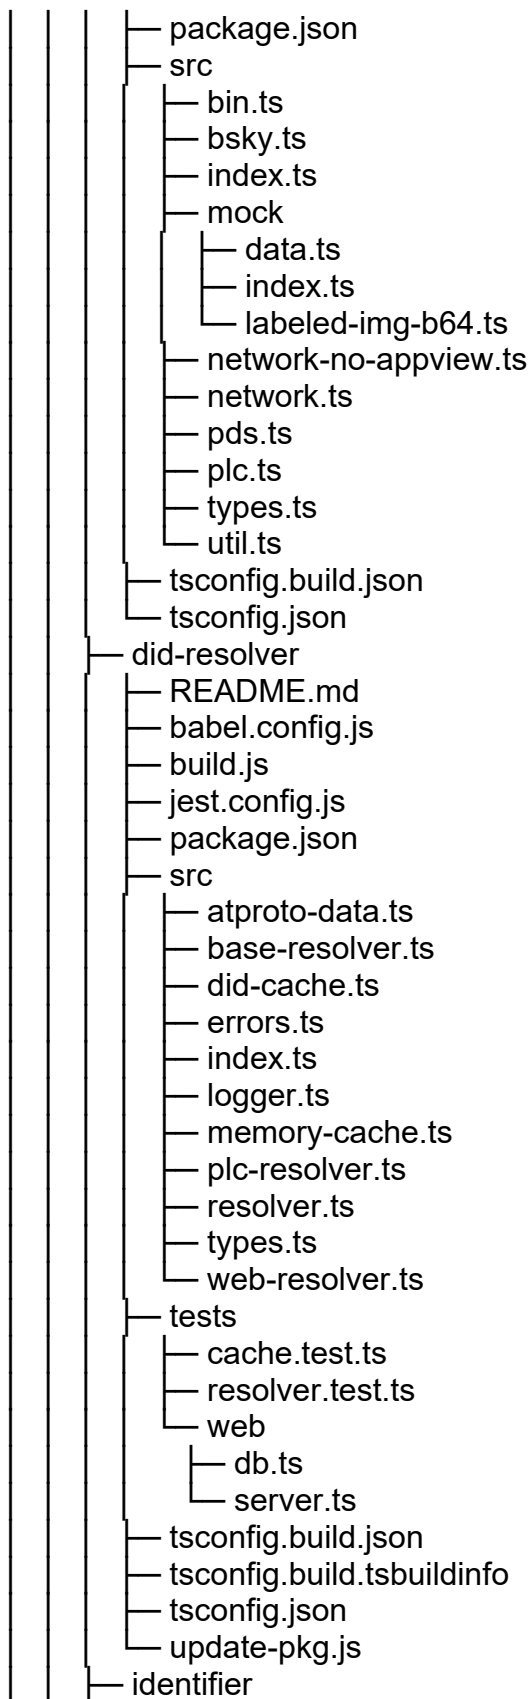 package.json
src
bin.ts
bsky.ts
index.ts
mock
data.ts
index.ts
labeled-img-b64.ts
network-no-appview.ts
network.ts
pds.ts
plc.ts
types.ts
util.ts
tsconfig.build.json
tsconfig.json
did-resolver
README.md
babel.config.js
build.js
jest.config.js
package.json
src
atproto-data.ts
base-resolver.ts
did-cache.ts
errors.ts
index.ts
logger.ts
memory-cache.ts
plc-resolver.ts
resolver.ts
types.ts
web-resolver.ts
tests
cache.test.ts
resolver.test.ts
web
db.ts
server.ts
tsconfig.build.json
tsconfig.build.tsbuildinfo
tsconfig.json
update-pkg.js
identifier